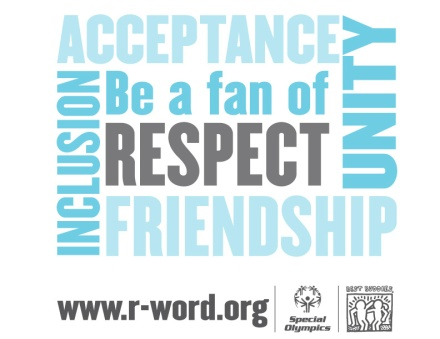 ACCEPTANCE
INCLUSION
Be a fan of
RESPECT
UNITY
FRIENDSHIP
www.r-word.org
Special
Olympics
BEST BUDDIES